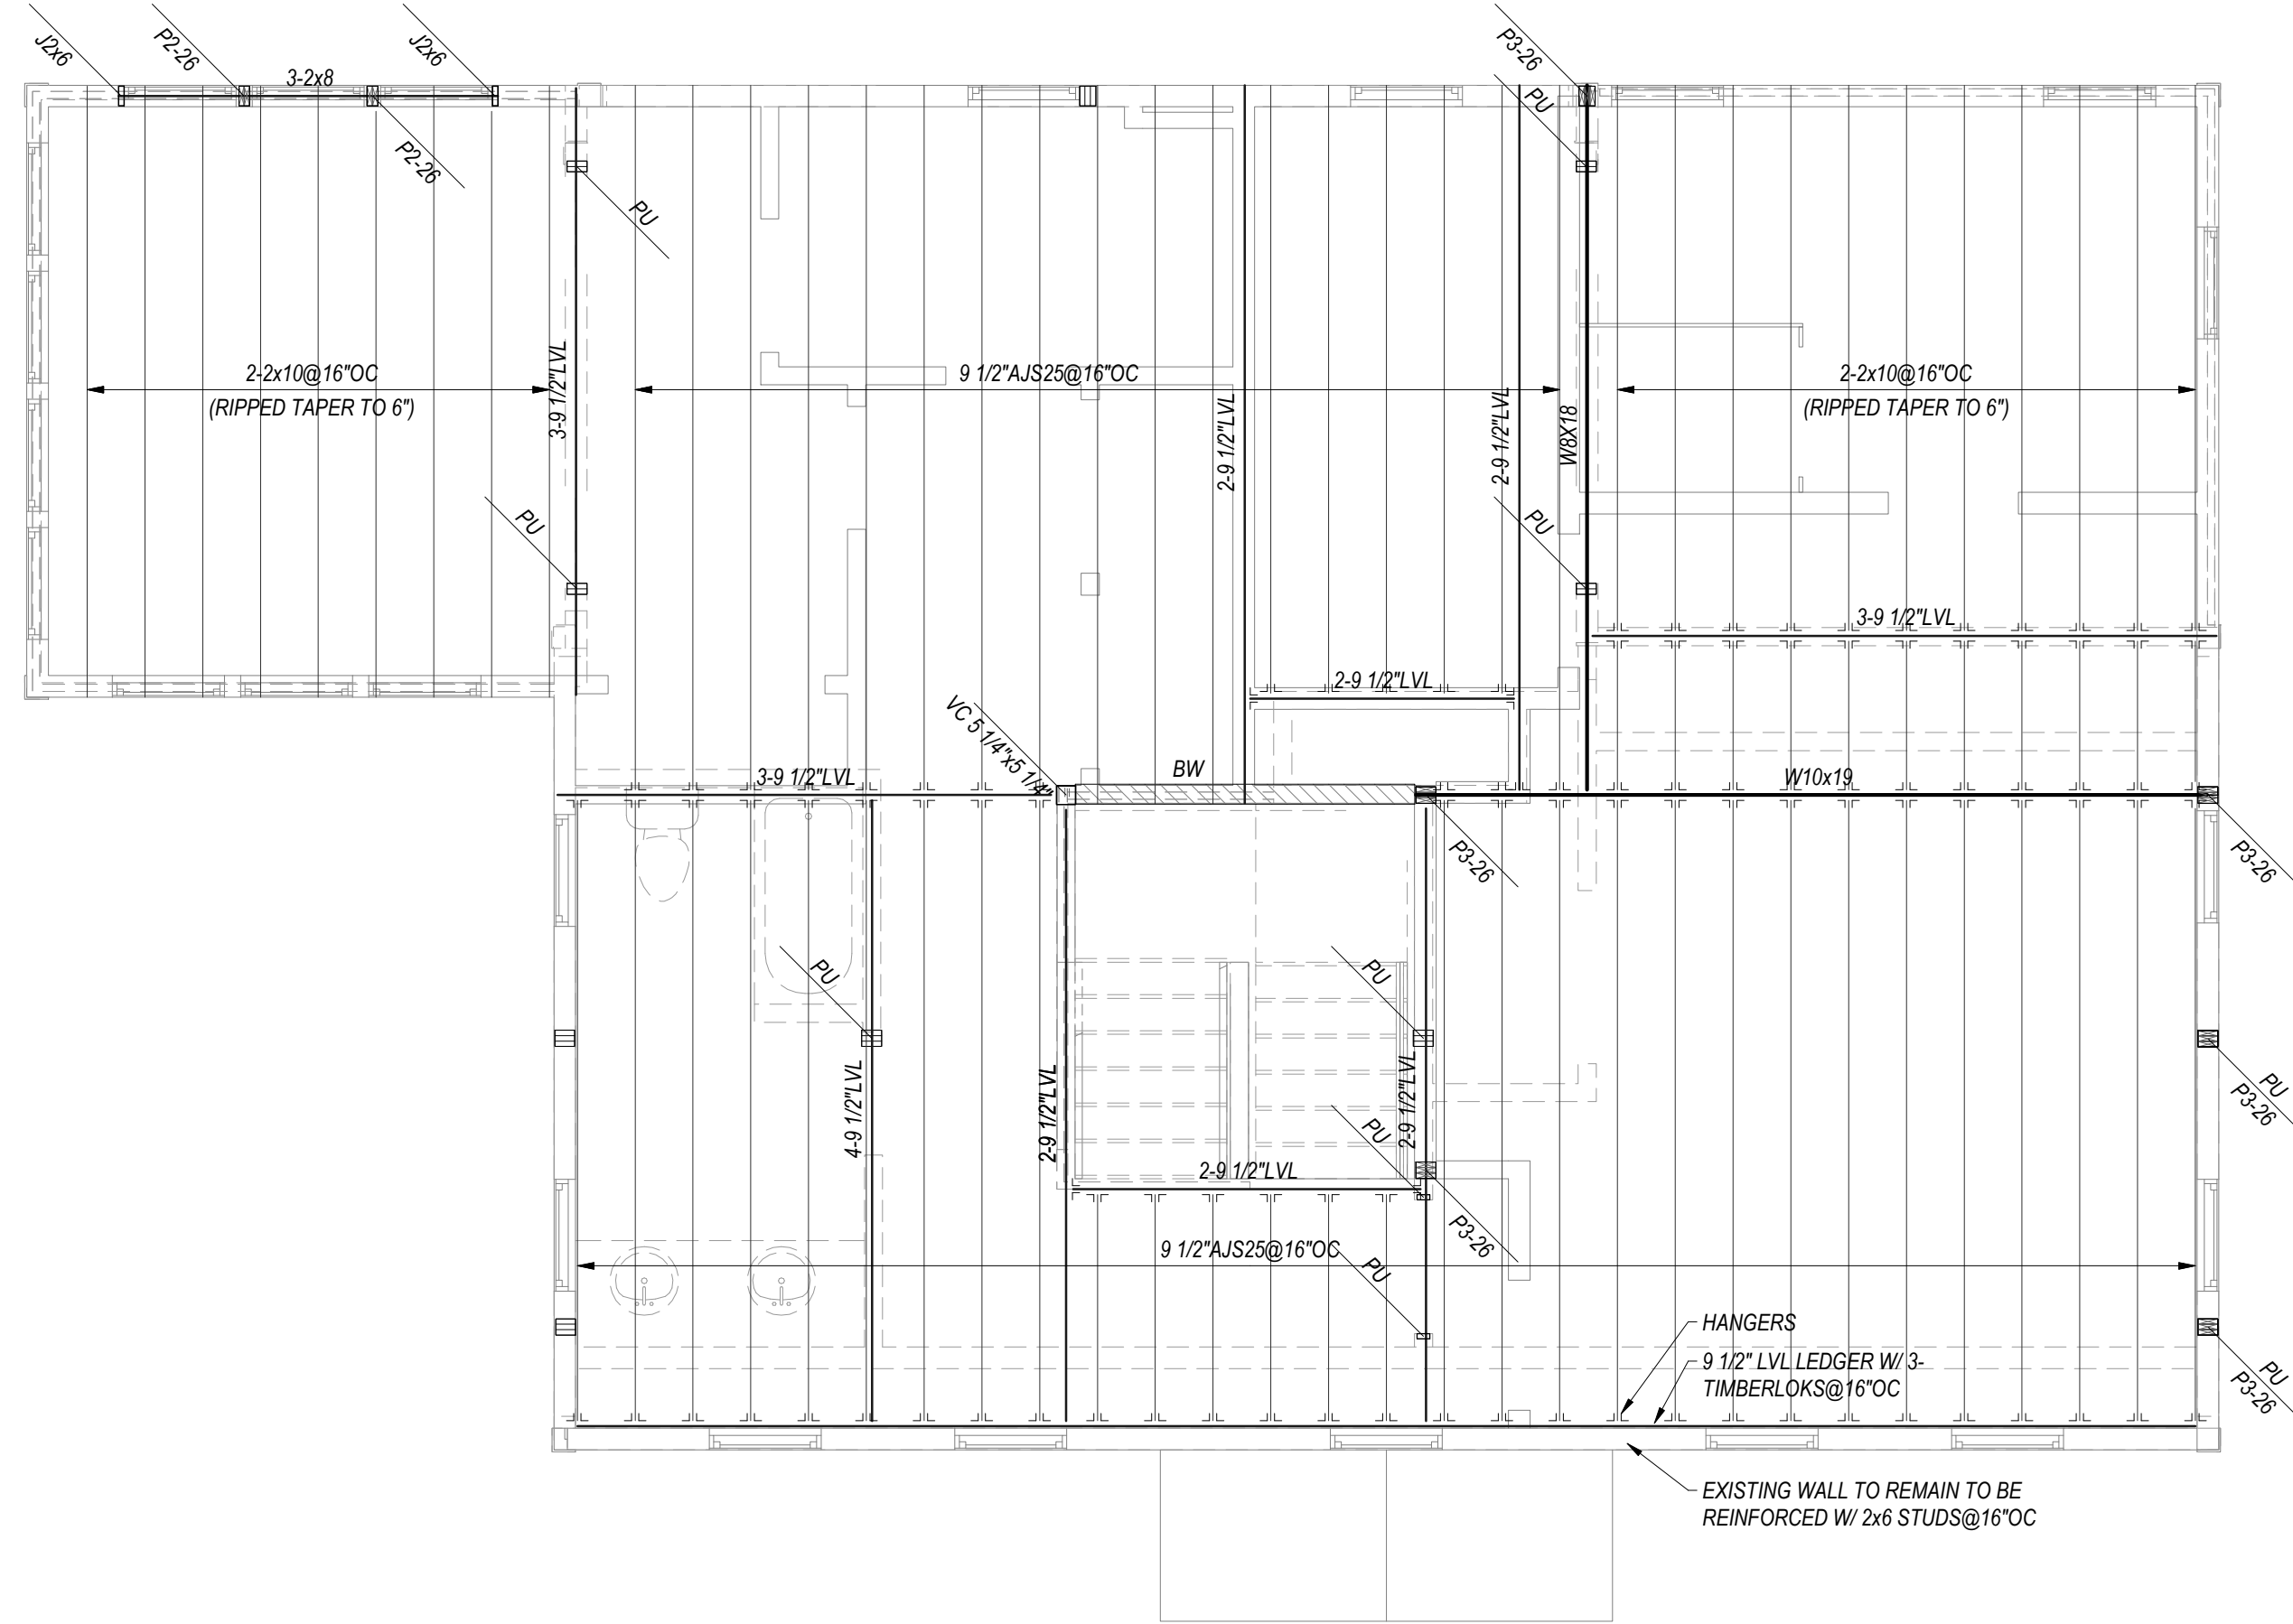 J2x6
P2-26
3-2x8
J2x6
P2-26
P3-26
PU
PU
2-2x10@16"OC
(RIPPED TAPER TO 6")
3-9 1/2"LVL
9 1/2"AJS25@16"OC
2-9 1/2"LVL
2-9 1/2"LVL
W8X18
2-2x10@16"OC
(RIPPED TAPER TO 6")
PU
PU
3-9 1/2"LVL
2-9 1/2"LVL
VC 5 1/4"x5 1/4"
3-9 1/2"LVL
BW
W10x19
P3-26
P3-26
PU
PU
4-9 1/2"LVL
2-9 1/2"LVL
2-9 1/2"LVL
PU
P3-26
PU
2-9 1/2"LVL
P3-26
9 1/2"AJS25@16"OC
PU
HANGERS
9 1/2" LVL LEDGER W/ 3-
TIMBERLOKS@16"OC
PU
P3-26
EXISTING WALL TO REMAIN TO BE
REINFORCED W/ 2x6 STUDS@16"OC